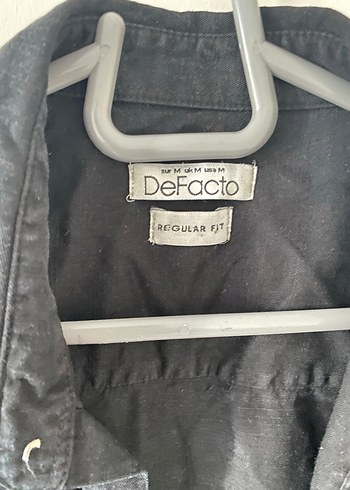 eur M uk M usa M
DeFacto
REGULAR FIT